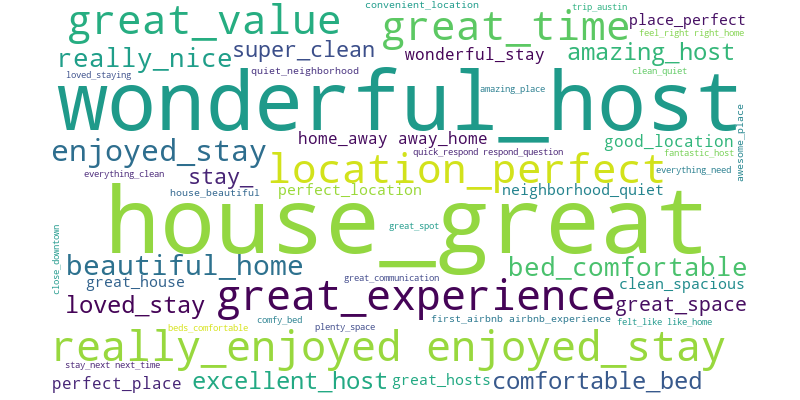 convenient_location
trip_austin
great_value
great_time
place_perfect
feel_right right_home
really_nice
super_clean
wonderful_stay
amazing_host
loved_staying
quiet_neighborhood
clean_quiet
wonderful_host
amazing_place
awesome_place
home_away away_home
good_location
enjoyed_stay
quick_respond respond_question
fantastic_host
location_perfect
everything_clean
stay_
everything_need
house_beautiful
perfect_location
neighborhood_quiet
house_great
great_spot
close_downtown
beautiful_home
bed_comfortable
great_house
great_communication
clean_spacious
loved_stay
great_experience
great_space
comfy_bed
first_airbnb airbnb_experience
felt_like like_home
beds_comfortable
plenty_space
really_enjoyed enjoyed_stay
stay_next next_time
perfect_place
excellent_host
great_hosts
comfortable_bed